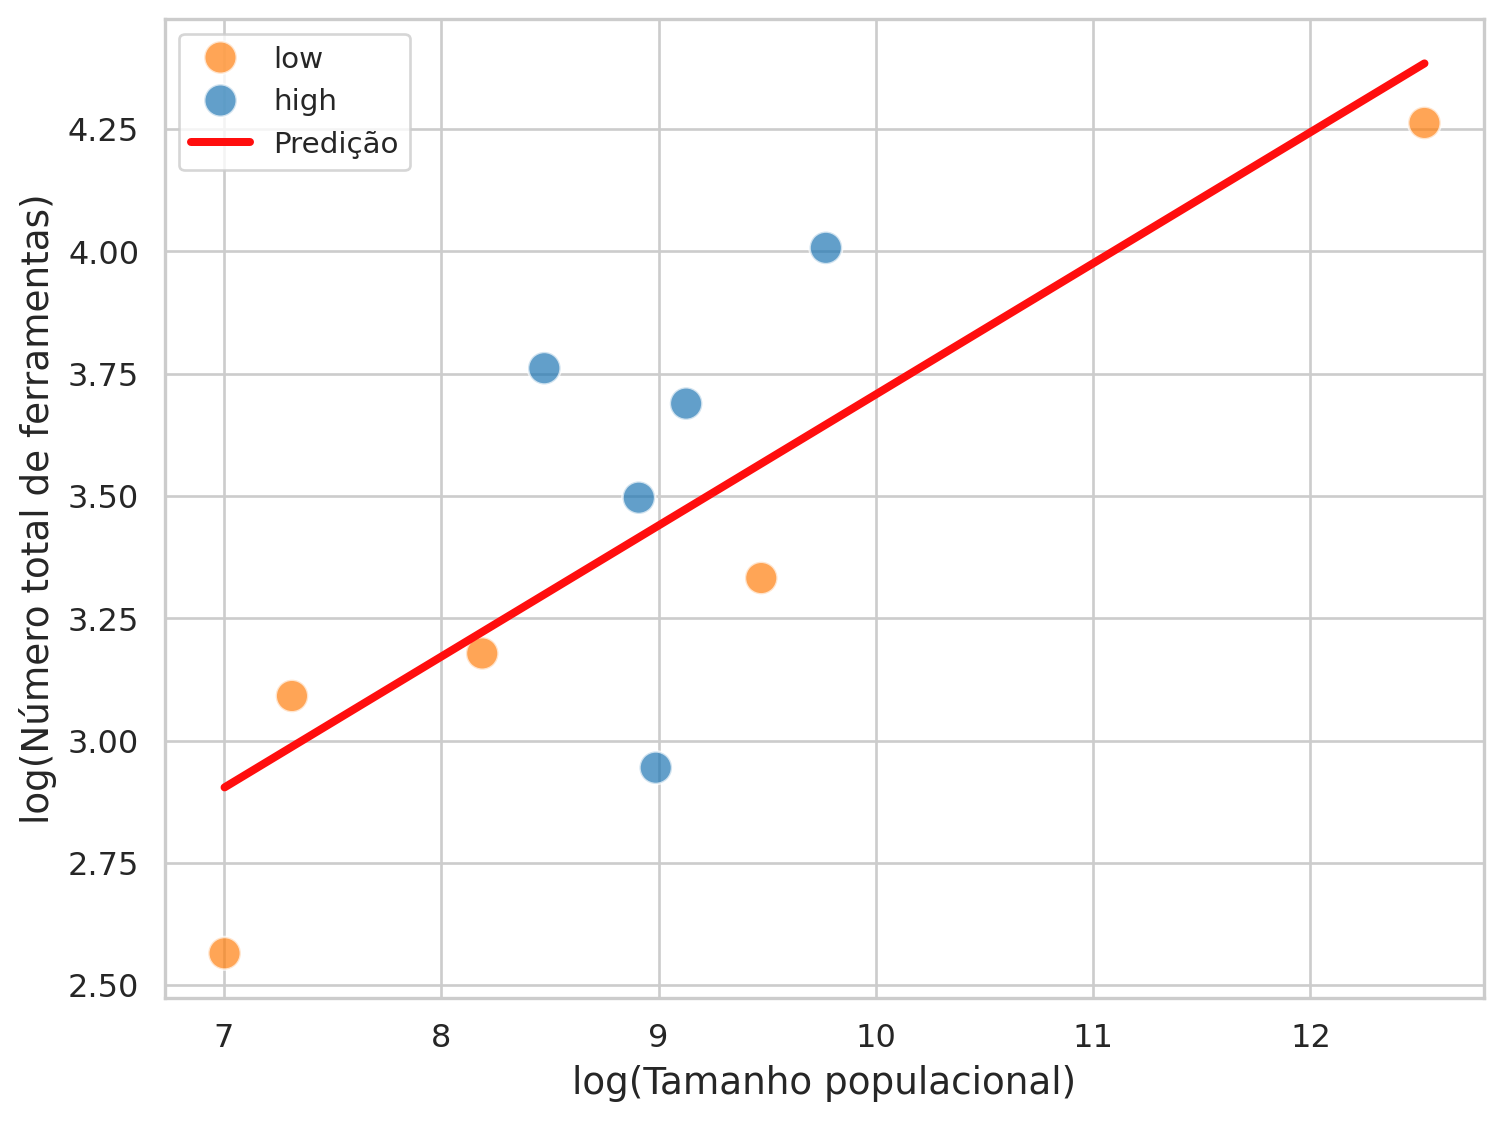 low
high
Predição
log(Número total de ferramentas)
4.25
4.00
3.75
3.50
3.25
3.00
2.75
2.50
7 8 9 10 11 12
log(Tamanho populacional)